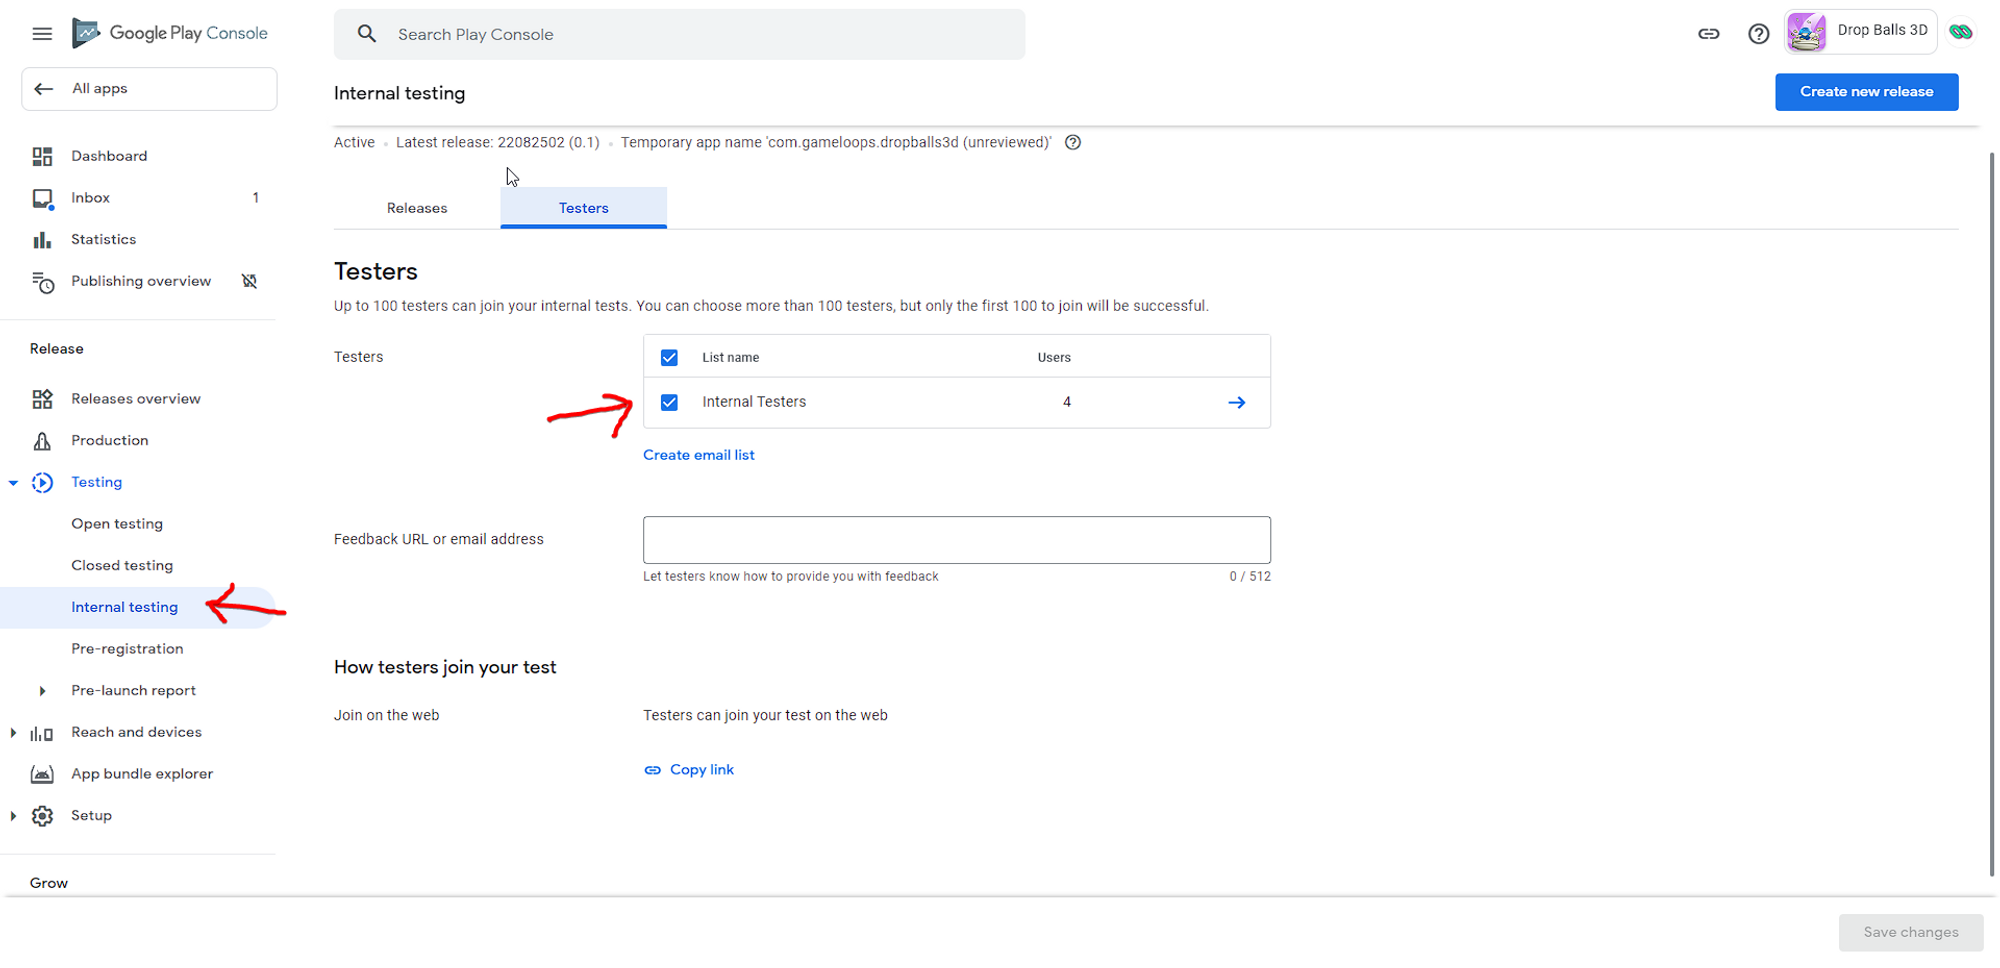 Google Play Console
Search Play Console
Drop Balls 3D
All apps
Internal testing
Create new release
Active • Latest release: 22082502 (0.1) • Temporary app name 'com.gameloops.dropballs3d (unreviewed)'
Dashboard
Inbox 1
Statistics
Publishing overview
Release
Releases overview
Production
Testing
Open testing
Closed testing
Internal testing
Pre-registration
Pre-launch report
Reach and devices
App bundle explorer
Setup
Grow
Releases Testers
Testers
Up to 100 testers can join your internal tests. You can choose more than 100 testers, but only the first 100 to join will be successful.
Testers
List name Users
Internal Testers 4
Create email list
Feedback URL or email address
Let testers know how to provide you with feedback 0 / 512
How testers join your test
Join on the web Testers can join your test on the web
Copy link
Save changes